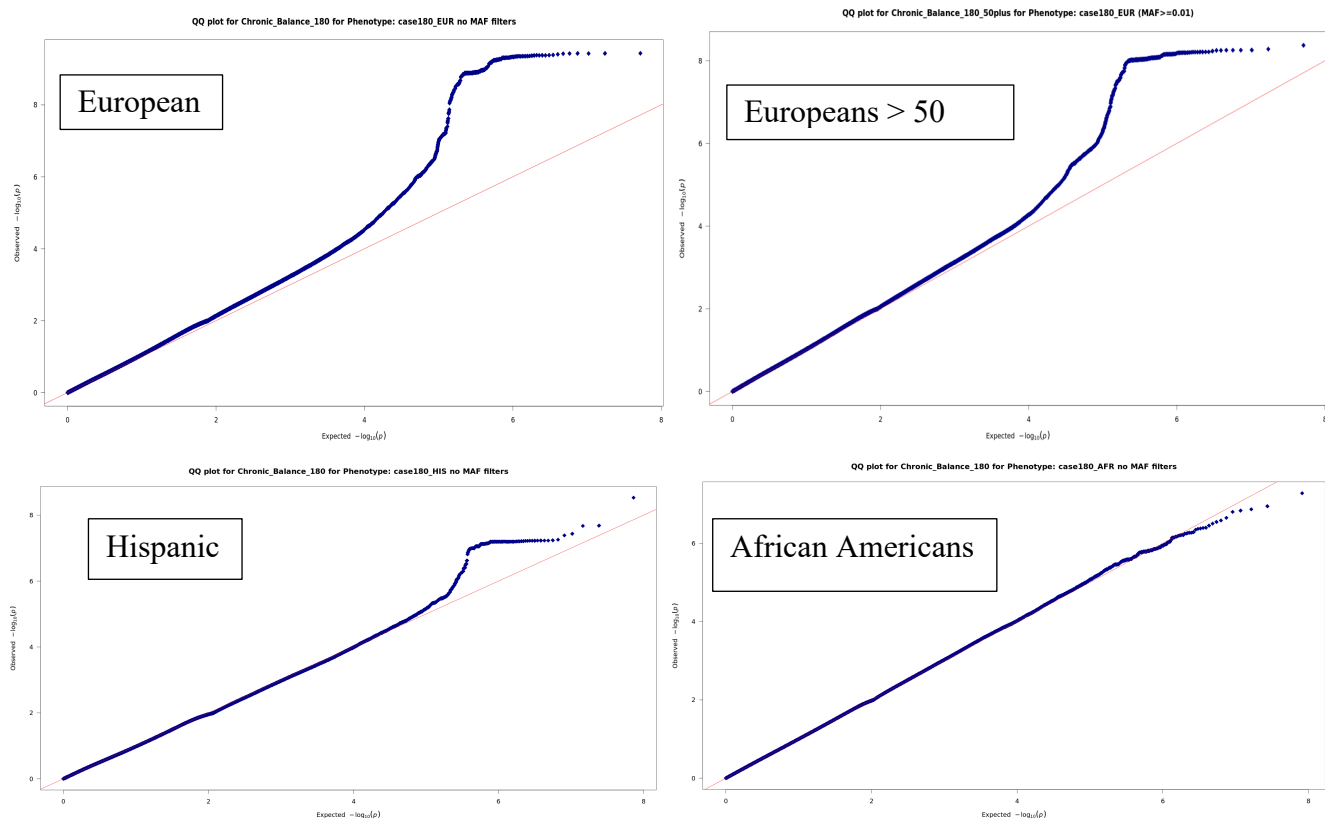 QQ plot for Chronic_Balance_180 for Phenotype: case180_EUR no MAF filters
European
8
6
4
2
0
Observed −log10(p)
0 2 4 6 8
Expected −log10(p)
QQ plot for Chronic_Balance_180_50plus for Phenotype: case180_EUR (MAF>=0.01)
Europeans > 50
8
6
4
2
0
Observed −log10(p)
0 2 4 6 8
Expected −log10(p)
QQ plot for Chronic_Balance_180 for Phenotype: case180_HIS no MAF filters
Hispanic
8
6
4
2
0
Observed −log10(p)
0 2 4 6 8
Expected −log10(p)
QQ plot for Chronic_Balance_180 for Phenotype: case180_AFR no MAF filters
African Americans
6
4
2
0
Observed −log10(p)
0 2 4 6 8
Expected −log10(p)